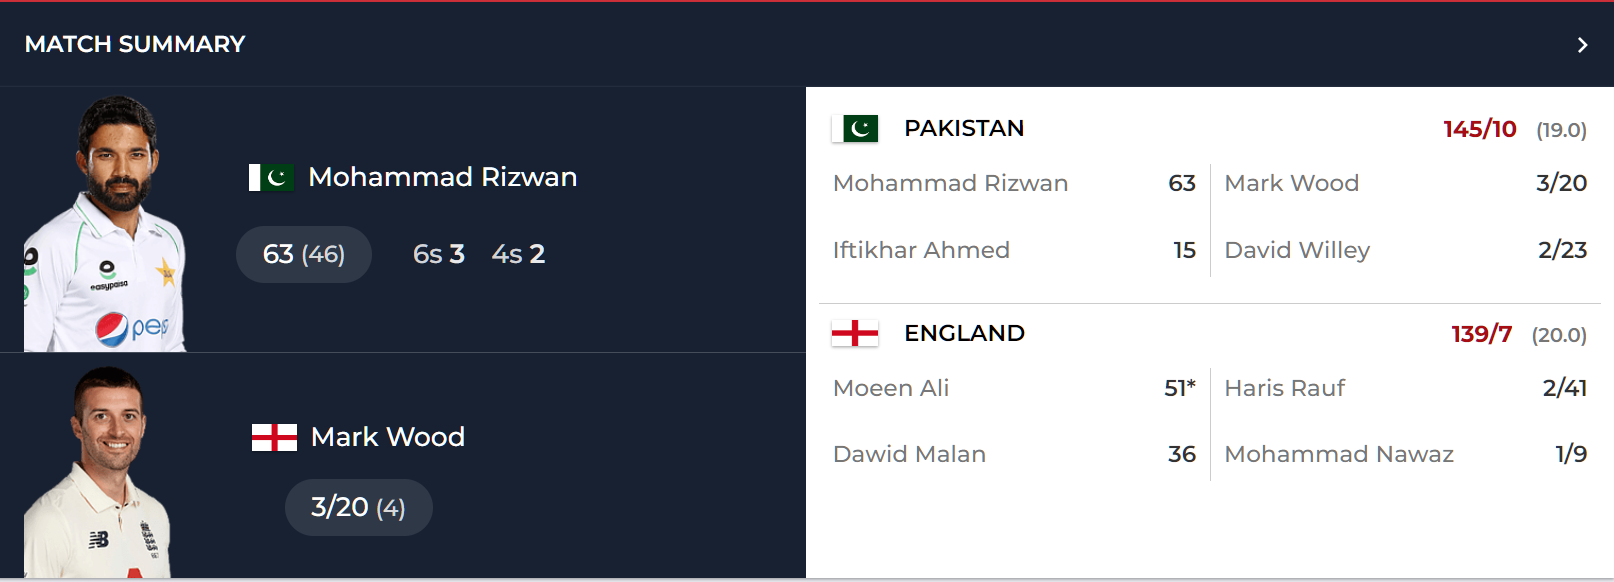 MATCH SUMMARY
Mohammad Rizwan
63 (46) 6s 3 4s 2
easypaisa
Mark Wood
3/20 (4)
NB
PAKISTAN 145/10 (19.0)
Mohammad Rizwan 63 Mark Wood 3/20
Iftikhar Ahmed 15 David Willey 2/23
ENGLAND 139/7 (20.0)
Moeen Ali 51* Haris Rauf 2/41
Dawid Malan 36 Mohammad Nawaz 1/9